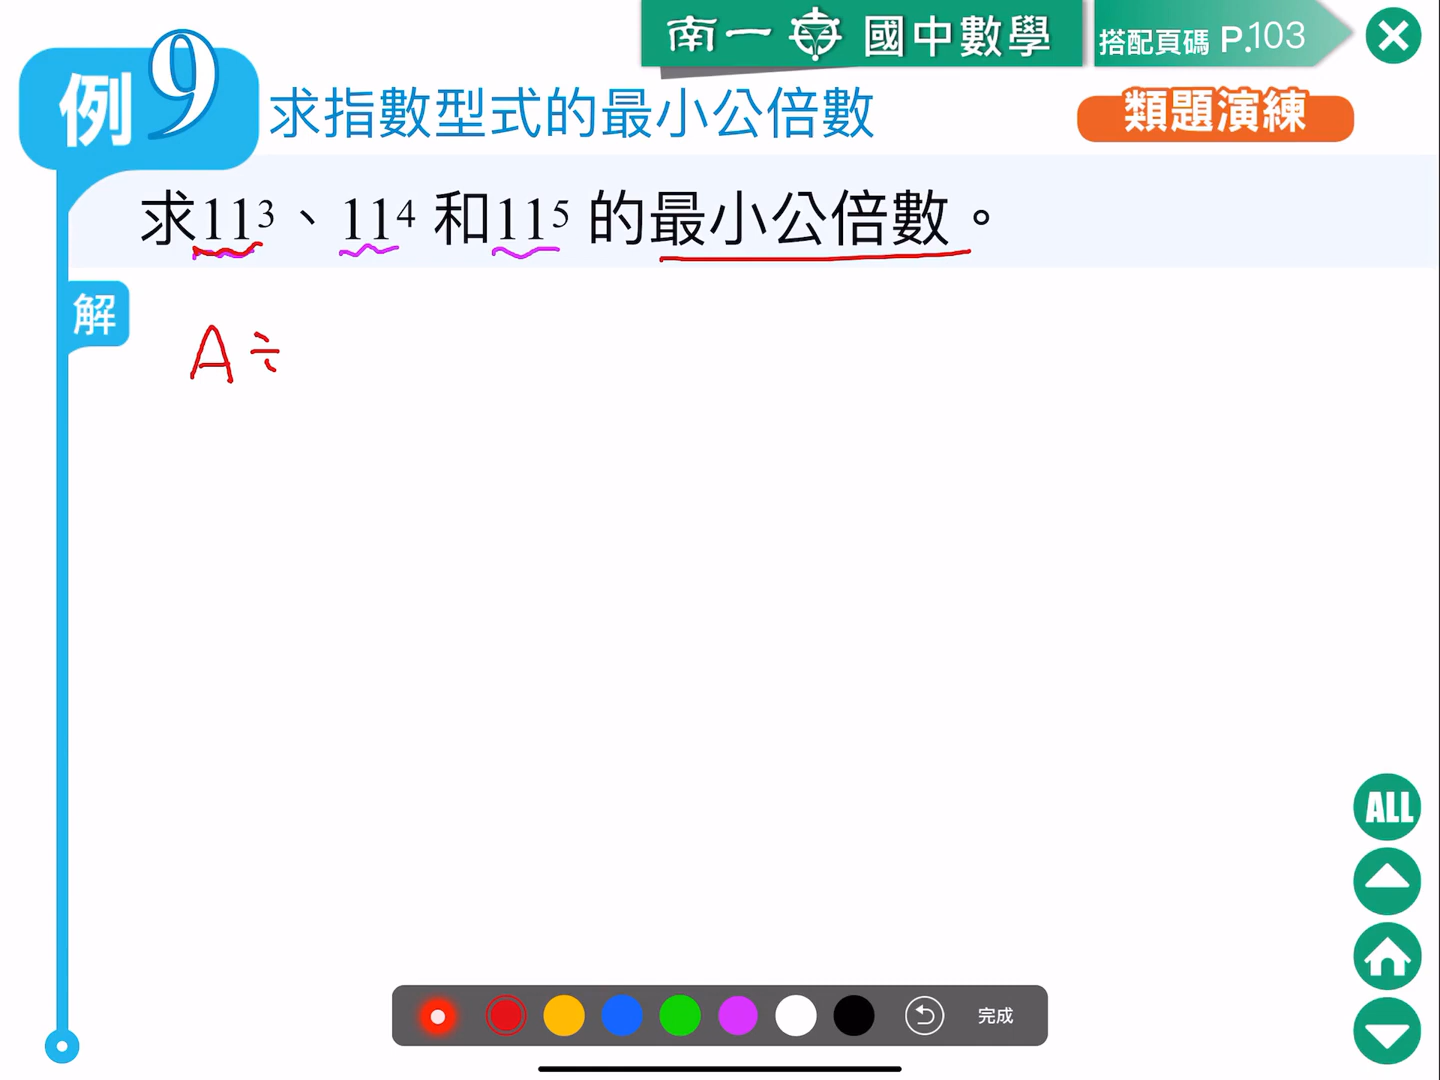 南一 國中數學 搭配頁碼 P.103
例9 求指數型式的最小公倍數 類題演練
求11³、11⁴ 和11⁵ 的最小公倍數。
解
A÷
ALL
完成